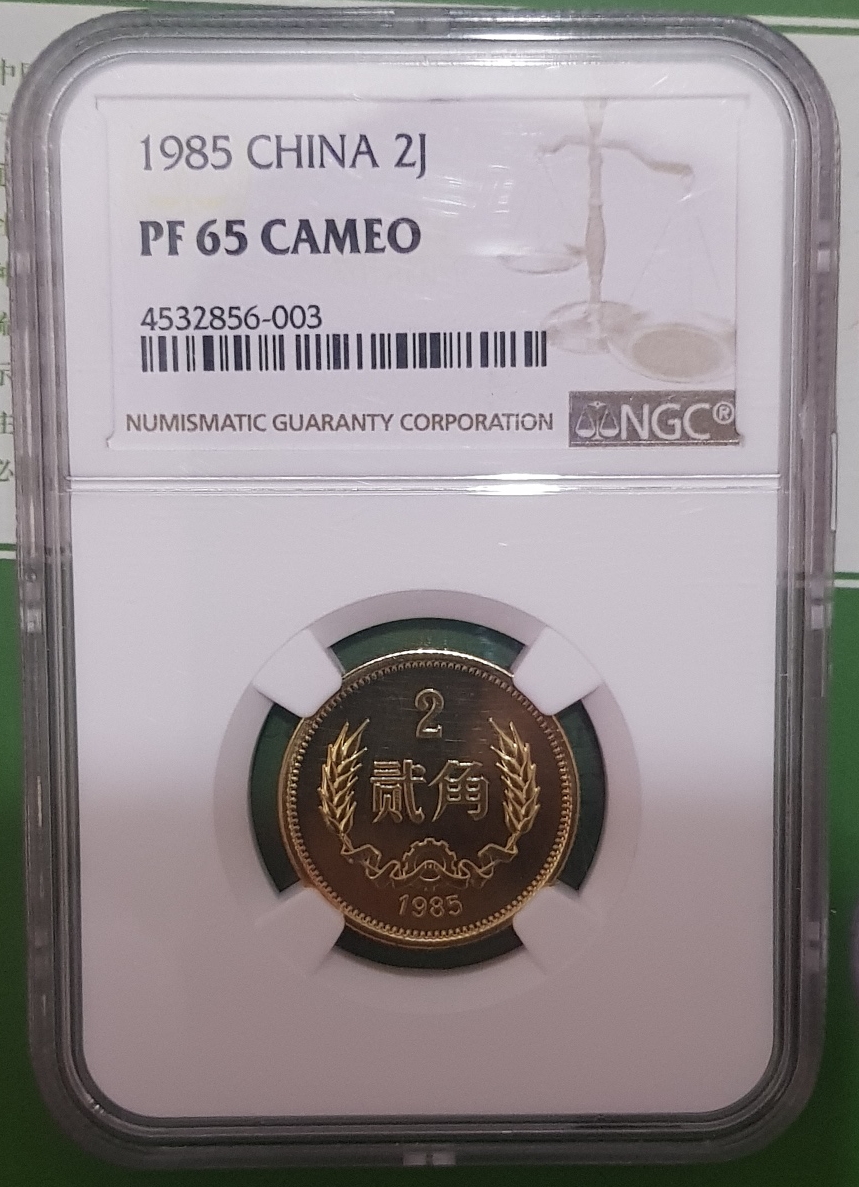 1985 CHINA 2J
PF 65 CAMEO
4532856-003
NUMISMATIC GUARANTY CORPORATION
NGC®
2
贰角
1985